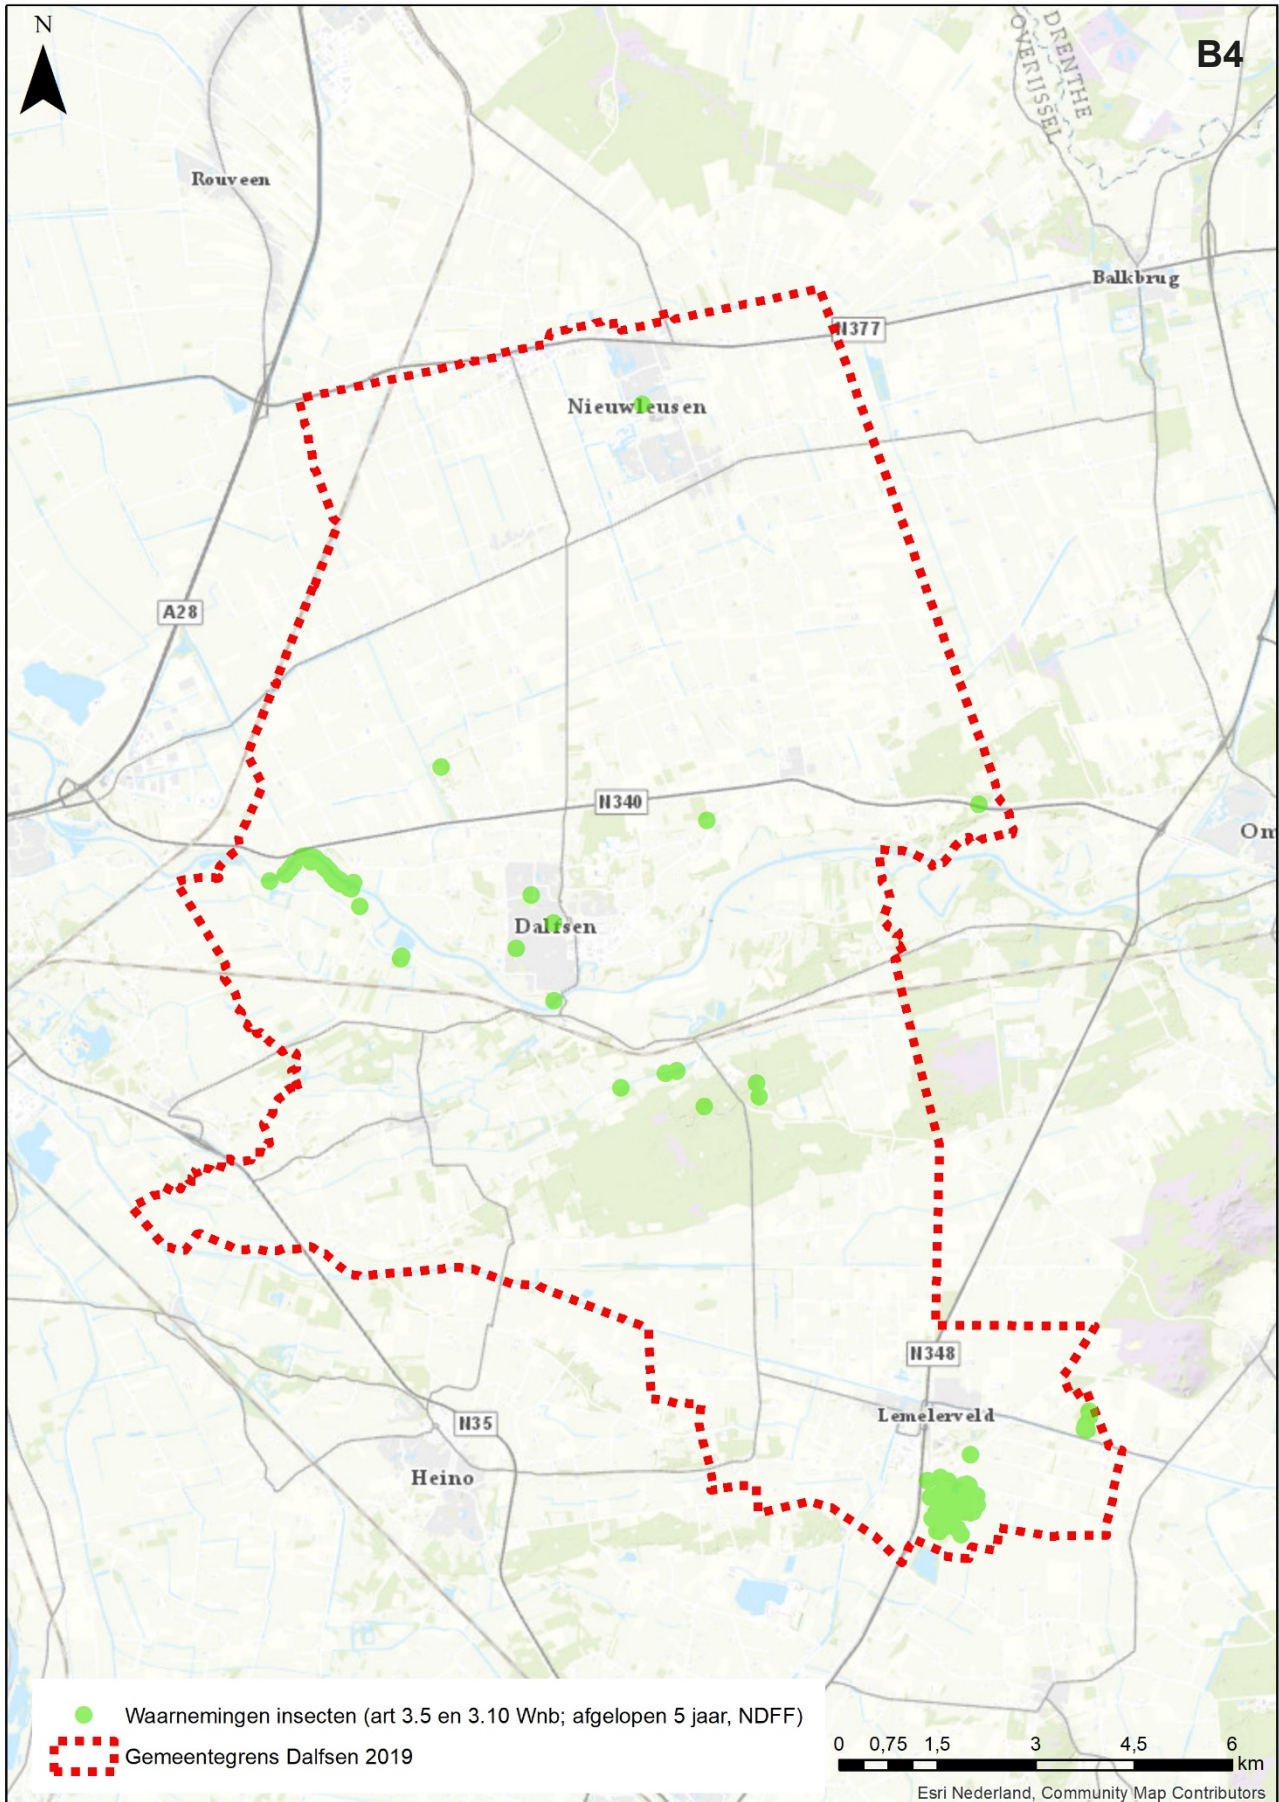 N
B4
DRENTHE
OVERIJSSEL
Rouveen
Balkbrug
N377
Nieuwleusen
A28
N340
Om
Dalfsen
N348
Lemelerveld
N35
Heino
Waarnemingen insecten (art 3.5 en 3.10 Wnb; afgelopen 5 jaar, NDFF)
Gemeentegrens Dalfsen 2019
0 0,75 1,5 3 4,5 6
km
Esri Nederland, Community Map Contributors